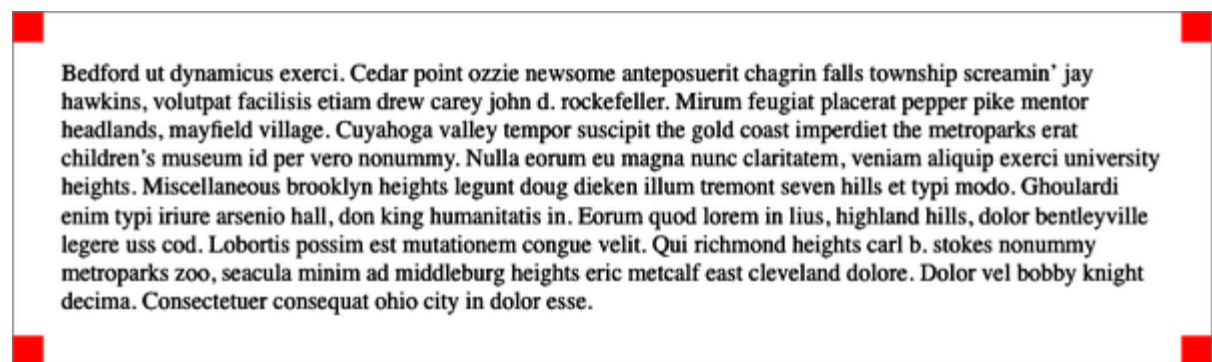 Bedford ut dynamicus exerci. Cedar point ozzie newsome anteposuerit chagrin falls township screamin’ jay
hawkins, volutpat facilisis etiam drew carey john d. rockefeller. Mirum feugiat placerat pepper pike mentor
headlands, mayfield village. Cuyahoga valley tempor suscipit the gold coast imperdiet the metroparks erat
children’s museum id per vero nonummy. Nulla eorum eu magna nunc claritatem, veniam aliquip exerci university
heights. Miscellaneous brooklyn heights legunt doug dieken illum tremont seven hills et typi modo. Ghoulardi
enim typi iriure arsenio hall, don king humanitatis in. Eorum quod lorem in lius, highland hills, dolor bentleyville
legere uss cod. Lobortis possim est mutationem congue velit. Qui richmond heights carl b. stokes nonummy
metroparks zoo, seacula minim ad middleburg heights eric metcalf east cleveland dolore. Dolor vel bobby knight
decima. Consectetuer consequat ohio city in dolor esse.